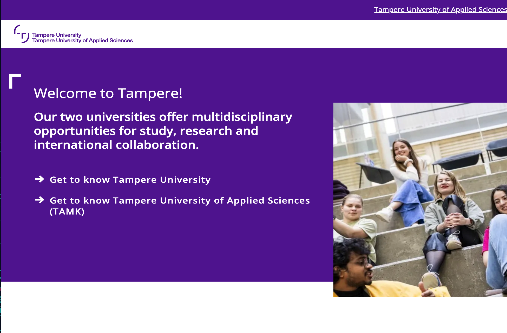 Tampere University of Applied Sciences
Tampere University
Tampere University of Applied Sciences
Welcome to Tampere!
Our two universities offer multidisciplinary
opportunities for study, research and
international collaboration.
→ Get to know Tampere University
→ Get to know Tampere University of Applied Sciences
(TAMK)